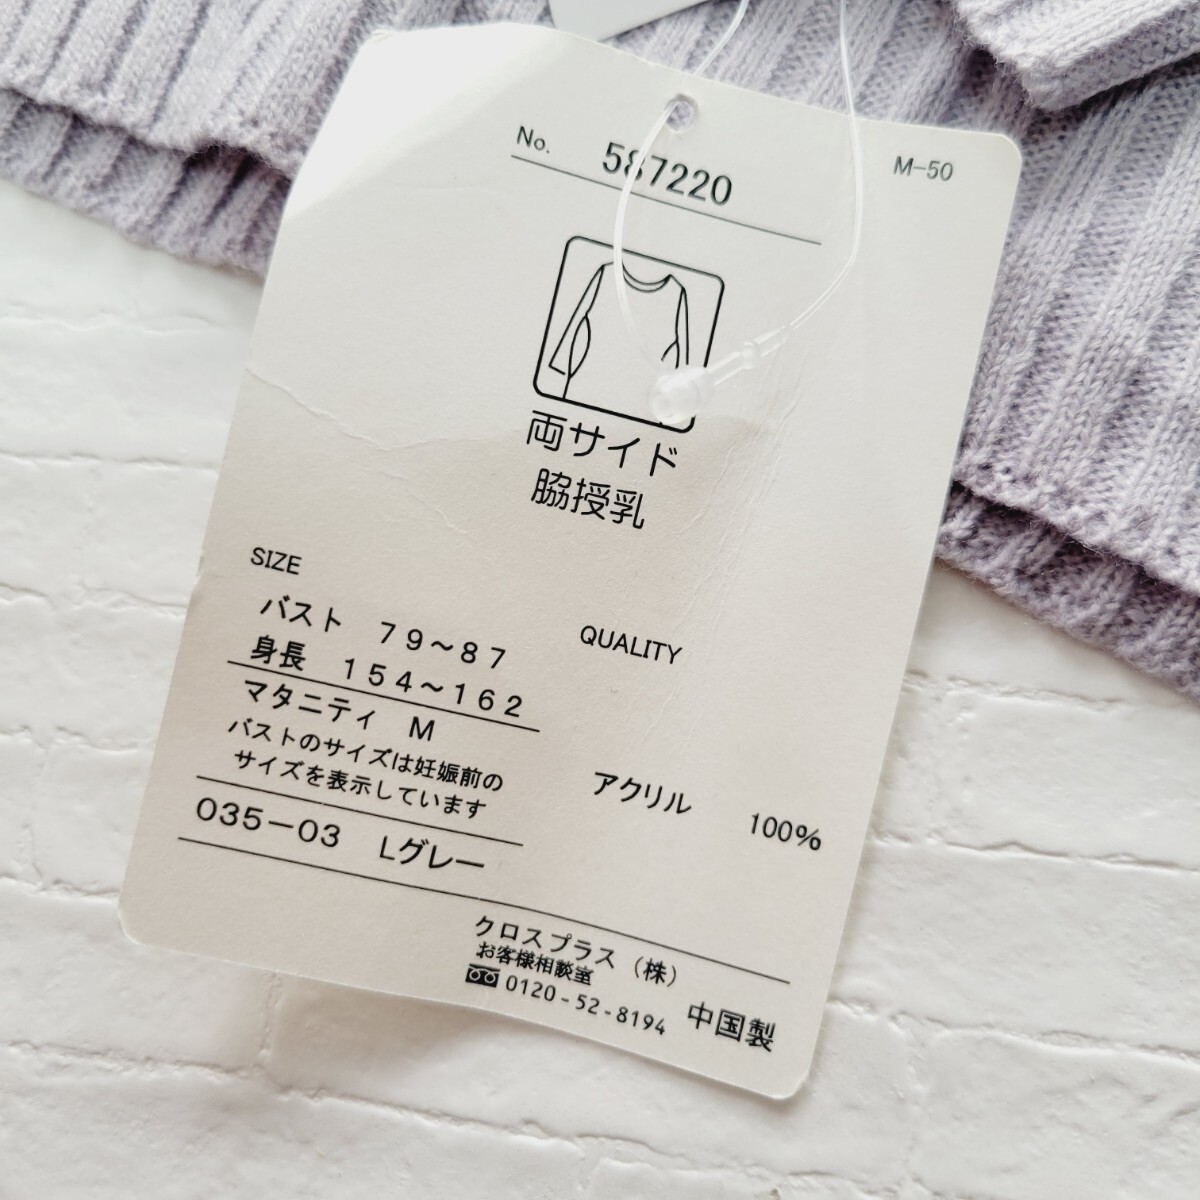 No. 587220
M-50
両サイド
脇授乳
SIZE
バスト 79～87
身長 154～162
マタニティ M
バストのサイズは妊娠前の
サイズを表示しています
035－03 Lグレー
QUALITY
アクリル 100%
クロスプラス（株）
お客様相談室
0120-52-8194
中国製